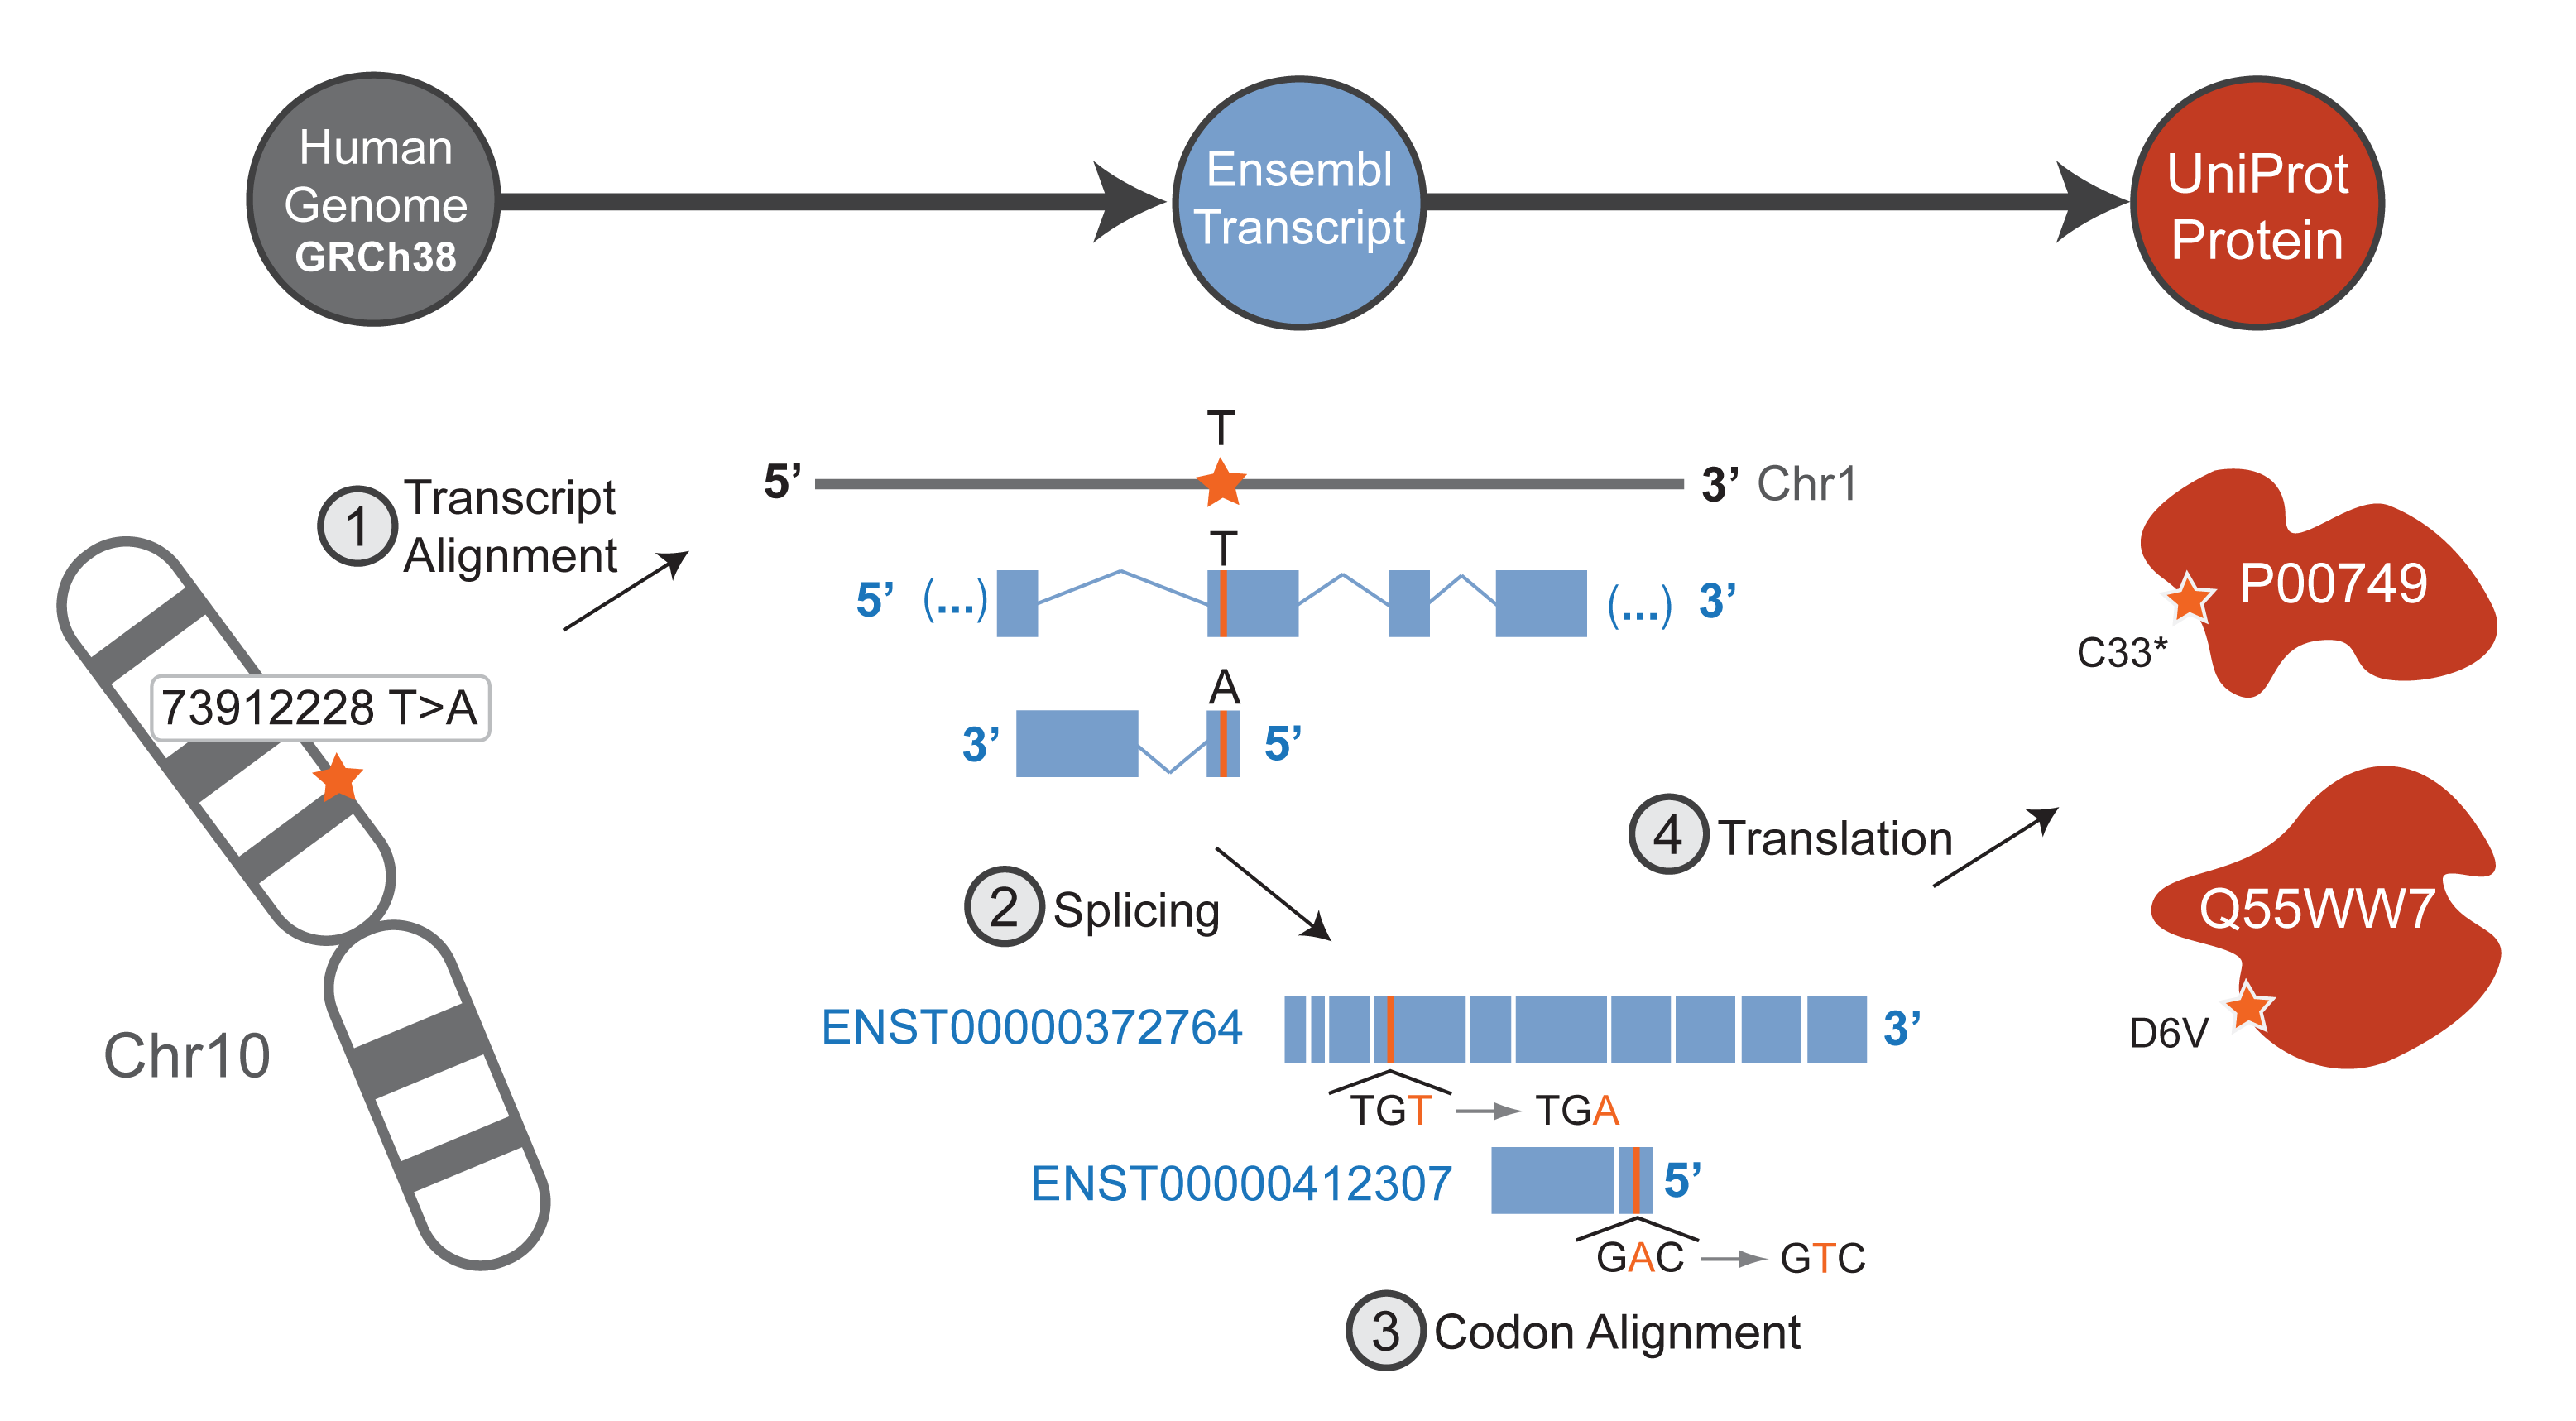 Human
Genome
GRCh38
Ensembl
Transcript
UniProt
Protein
1
Transcript
Alignment
73912228 T>A
Chr10
T
5’ 3’ Chr1
T
5’ (...) (...) 3’
A
3’ 5’
2 Splicing
ENST00000372764 3’
TGT TGA
ENST00000412307 5’
GAC GTC
3 Codon Alignment
4 Translation
P00749
C33*
Q55WW7
D6V